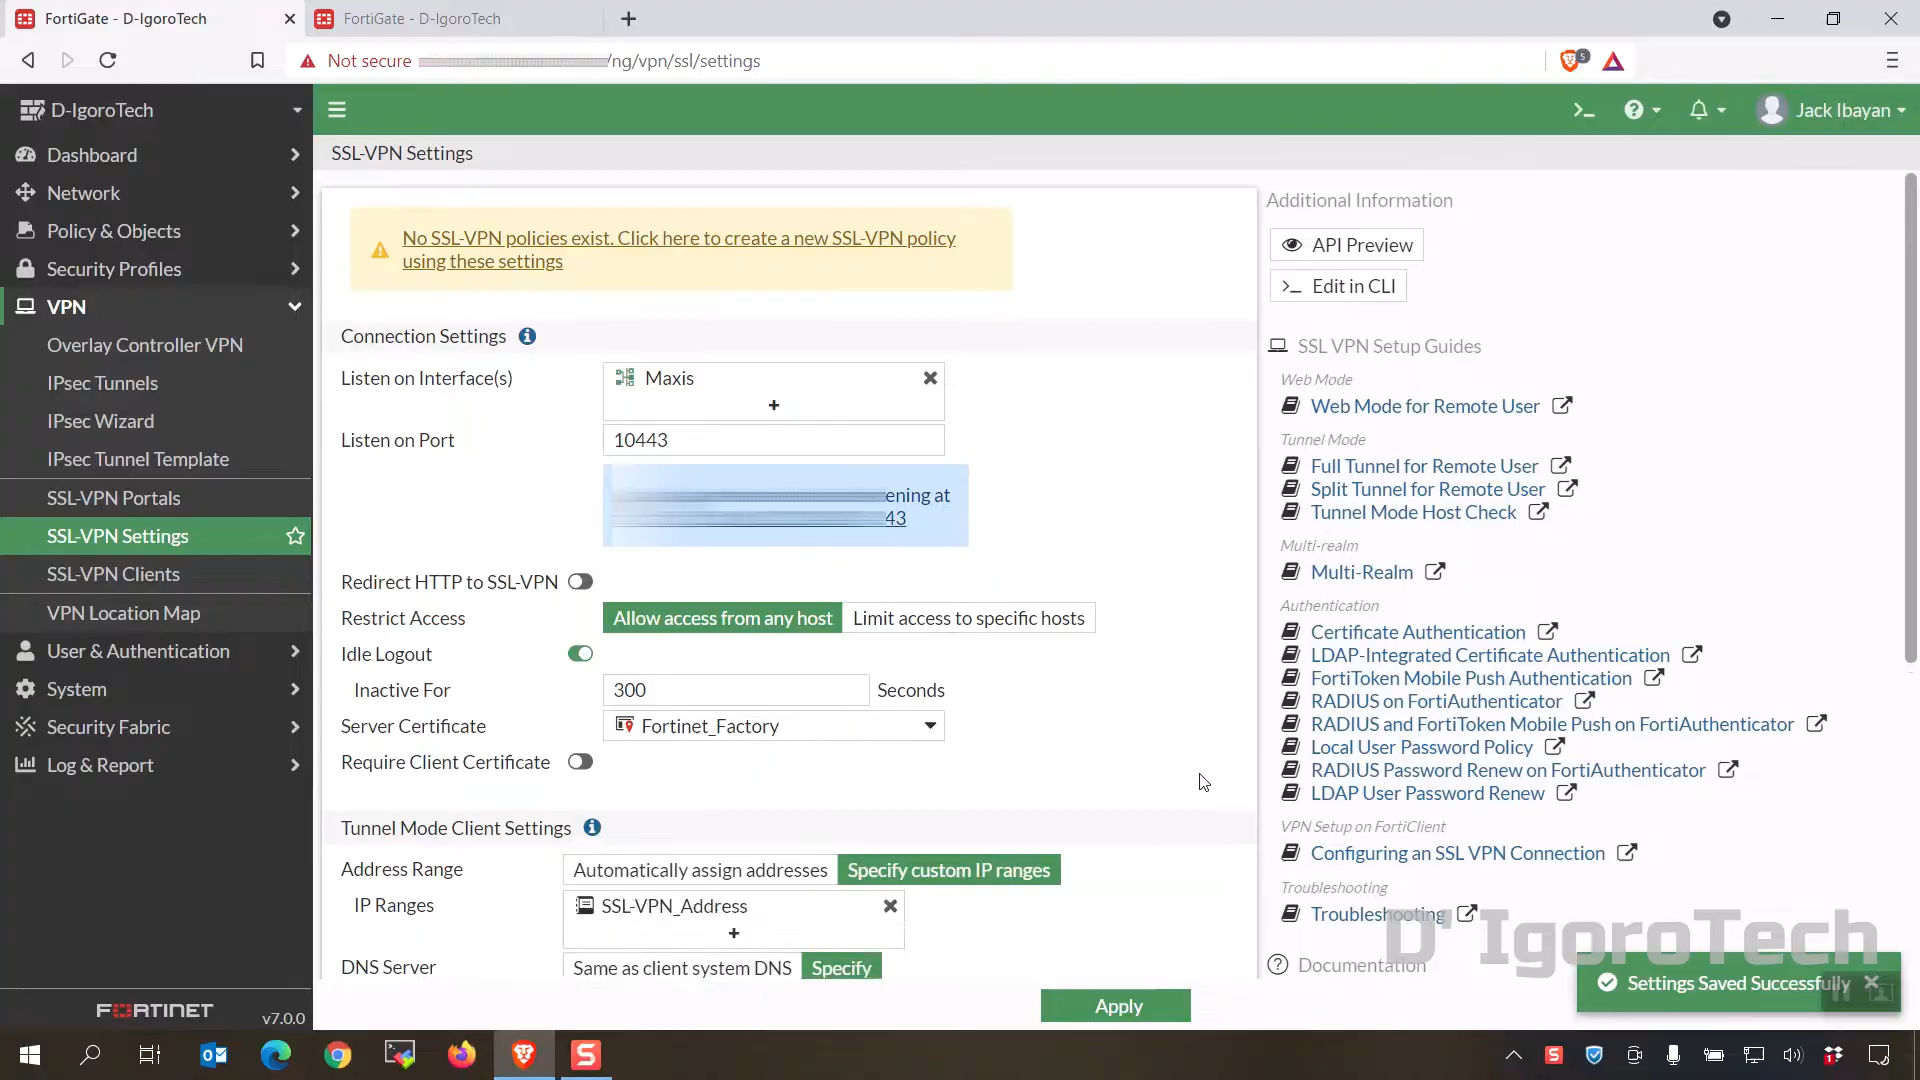 FortiGate - D-IgoroTech
FortiGate - D-IgoroTech
Not secure /ng/vpn/ssl/settings
5
D-IgoroTech
Jack Ibayan
Dashboard
Network
Policy & Objects
Security Profiles
VPN
Overlay Controller VPN
IPsec Tunnels
IPsec Wizard
IPsec Tunnel Template
SSL-VPN Portals
SSL-VPN Settings
SSL-VPN Clients
VPN Location Map
User & Authentication
System
Security Fabric
Log & Report
FORTINET
v7.0.0
SSL-VPN Settings
No SSL-VPN policies exist. Click here to create a new SSL-VPN policy
using these settings
Connection Settings
Listen on Interface(s)
Maxis
Listen on Port
10443
ening at
43
Redirect HTTP to SSL-VPN
Restrict Access
Allow access from any host
Limit access to specific hosts
Idle Logout
Inactive For
300
Seconds
Server Certificate
Fortinet_Factory
Require Client Certificate
Tunnel Mode Client Settings
Address Range
Automatically assign addresses
Specify custom IP ranges
IP Ranges
SSL-VPN_Address
DNS Server
Same as client system DNS
Specify
Apply
Additional Information
API Preview
Edit in CLI
SSL VPN Setup Guides
Web Mode
Web Mode for Remote User
Tunnel Mode
Full Tunnel for Remote User
Split Tunnel for Remote User
Tunnel Mode Host Check
Multi-realm
Multi-Realm
Authentication
Certificate Authentication
LDAP-Integrated Certificate Authentication
FortiToken Mobile Push Authentication
RADIUS on FortiAuthenticator
RADIUS and FortiToken Mobile Push on FortiAuthenticator
Local User Password Policy
RADIUS Password Renew on FortiAuthenticator
LDAP User Password Renew
VPN Setup on FortiClient
Configuring an SSL VPN Connection
Troubleshooting
Troubleshooting
D' IgoroTech
Documentation
Settings Saved Successfully